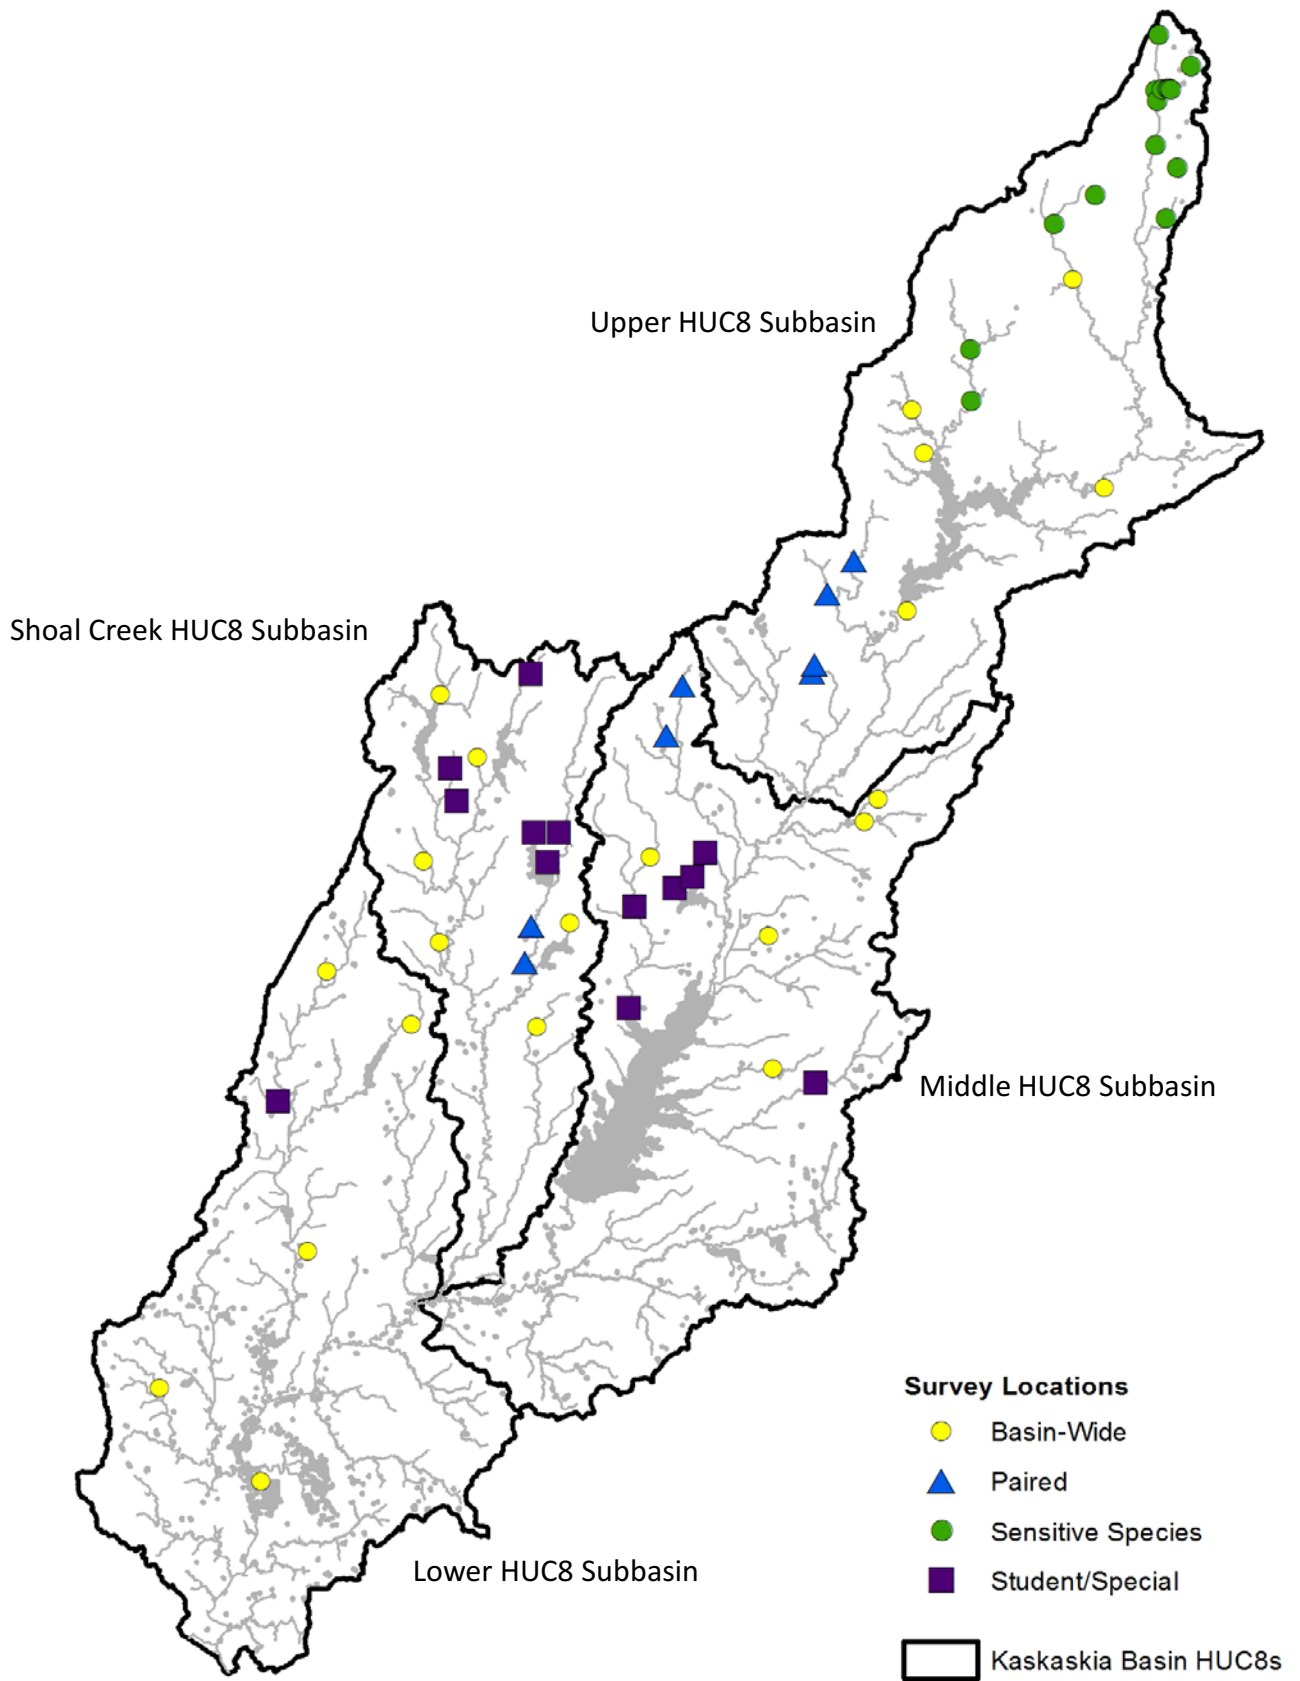 Upper HUC8 Subbasin
Shoal Creek HUC8 Subbasin
Middle HUC8 Subbasin
Lower HUC8 Subbasin
Survey Locations
Basin-Wide
Paired
Sensitive Species
Student/Special
Kaskaskia Basin HUC8s